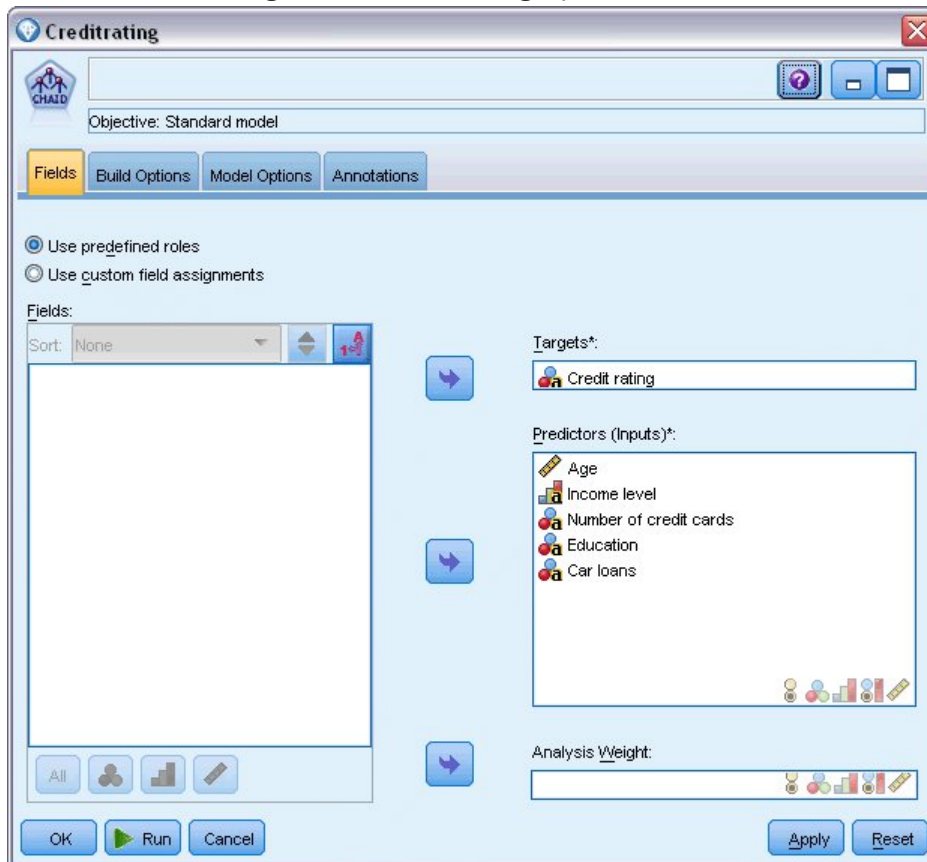 Creditrating
CHAID
Objective: Standard model
Fields Build Options Model Options Annotations
Use predefined roles
Use custom field assignments
Fields:
Sort: None
Targets*:
Credit rating
Predictors (Inputs)*:
Age
Income level
Number of credit cards
Education
Car loans
Analysis Weight:
All
OK Run Cancel Apply Reset